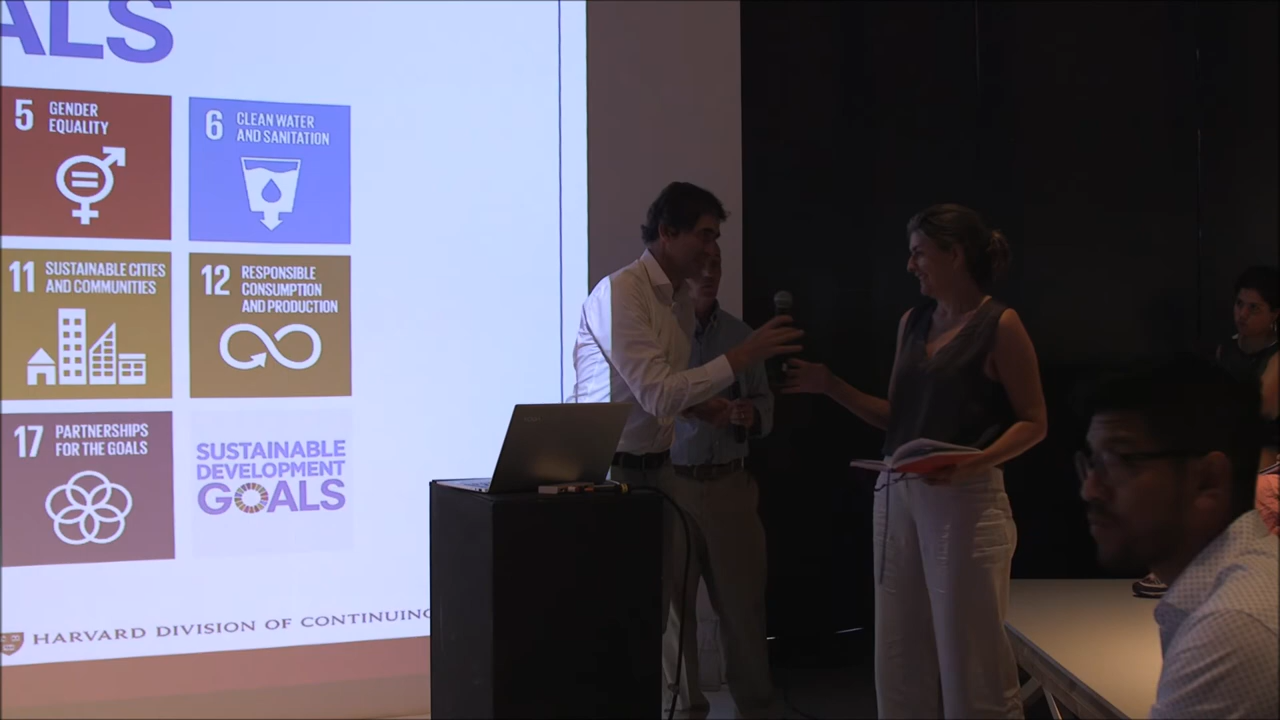 ALS
5 GENDER
EQUALITY
6 CLEAN WATER
AND SANITATION
11 SUSTAINABLE CITIES
AND COMMUNITIES
12 RESPONSIBLE
CONSUMPTION
AND PRODUCTION
17 PARTNERSHIPS
FOR THE GOALS
SUSTAINABLE
DEVELOPMENT
GOALS
HARVARD DIVISION OF CONTINUING